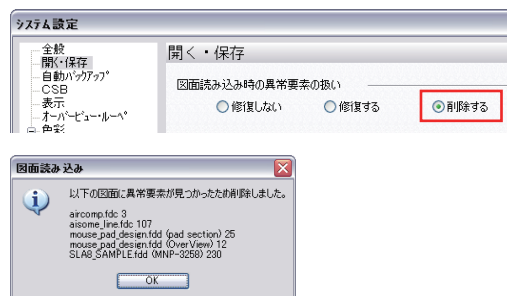 システム設定
全般
開く・保存
自動バックアップ
CSB
表示
オーバービュー・ルーペ
色彩
開く・保存
図面読み込み時の異常要素の扱い
修復しない 修復する 削除する
図面読み込み
以下の図面に異常要素が見つかったため削除しました。
aircomp.fdc 3
aisome_line.fdc 107
mouse_pad_design.fdd (pad section) 25
mouse_pad_design.fdd (OverView) 12
SLA8_SAMPLE.fdd (MNP-3258) 230
OK